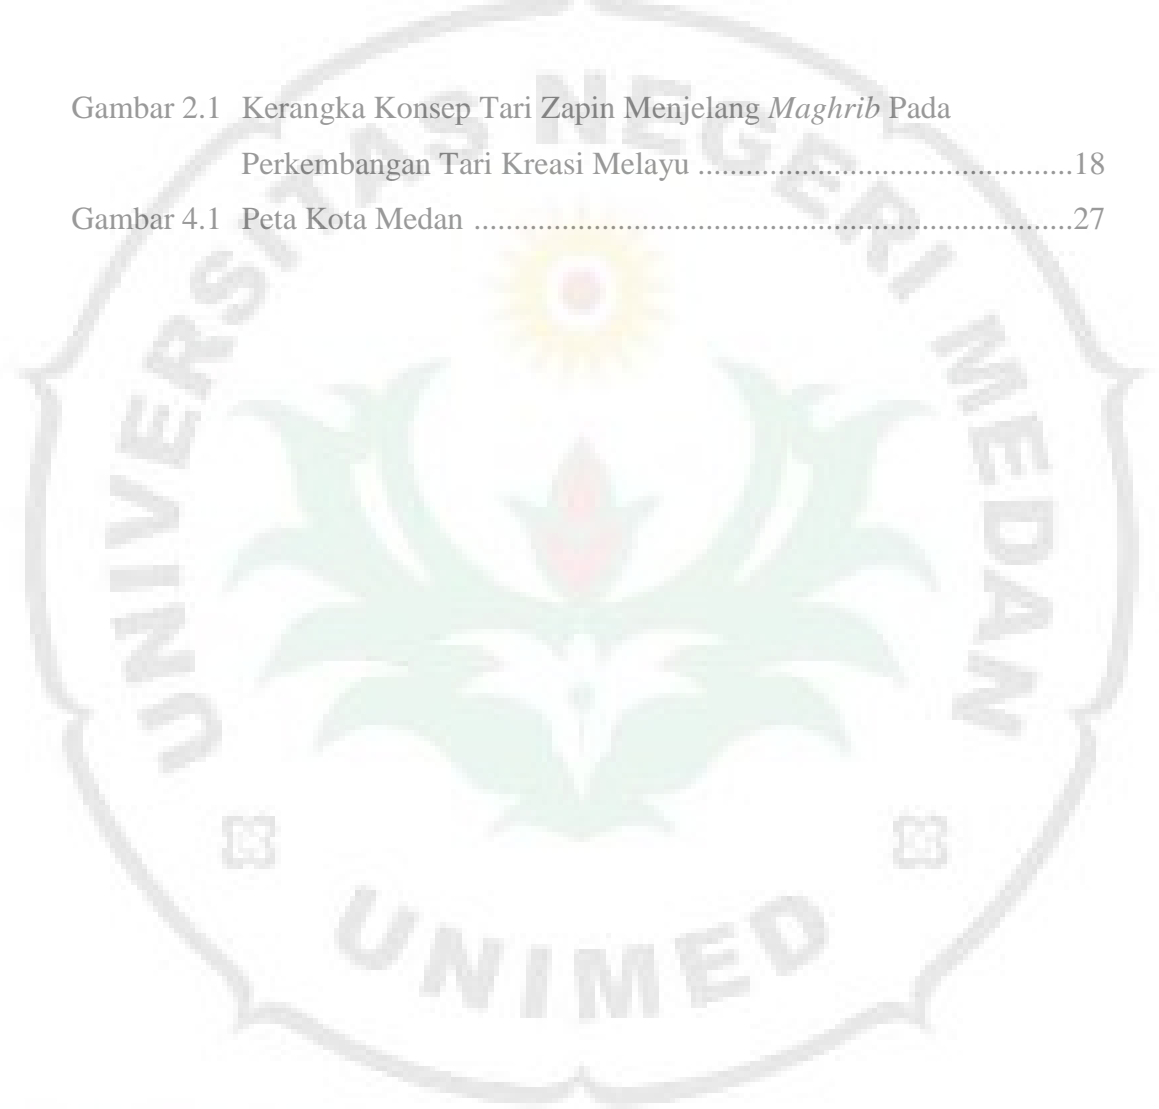 Gambar 2.1 Kerangka Konsep Tari Zapin Menjelang Maghrib Pada
Perkembangan Tari Kreasi Melayu ...............................................18
Gambar 4.1 Peta Kota Medan ...........................................................................27
UNIVERSITAS NEGERI MEDAN
UNIMED